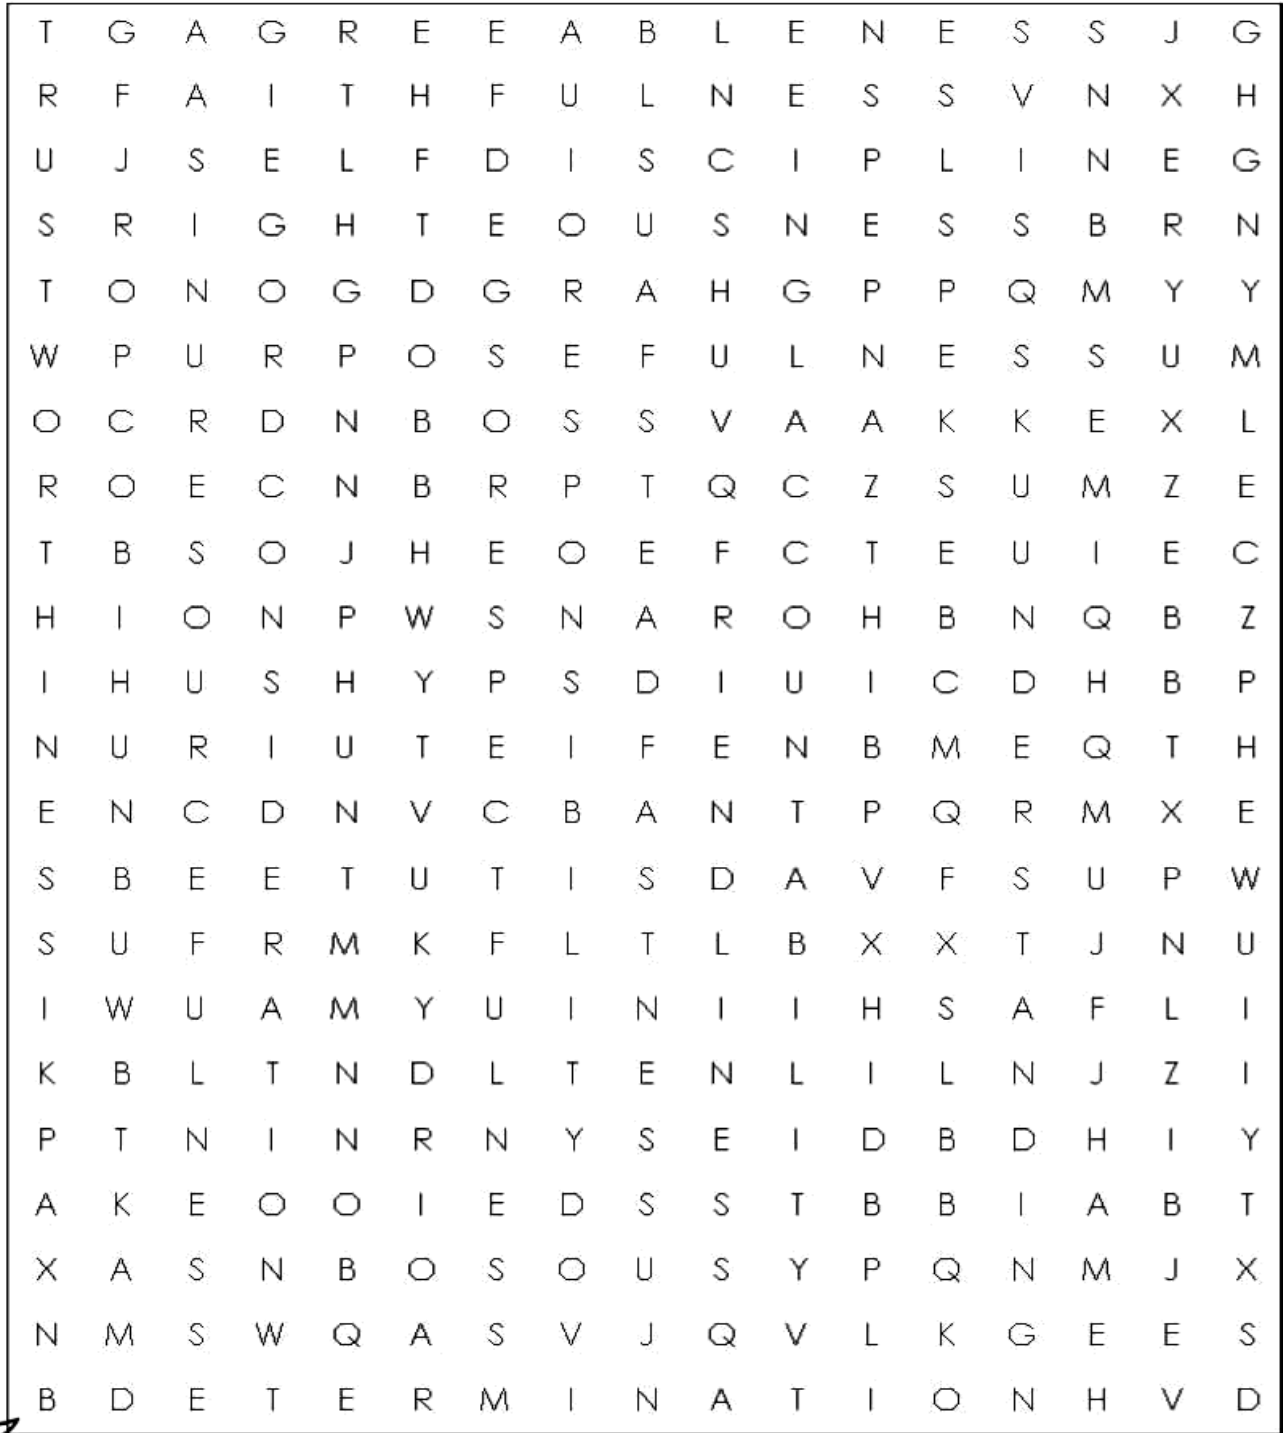 T G A G R E E A B L E N E S S J G
R F A I T H F U L N E S S V N X H
U J S E L F D I S C I P L I N E G
S R I G H T E O U S N E S S B R N
T O N O G D G R A H G P P Q M Y Y
W P U R P O S E F U L N E S S U M
O C R D N B O S S V A A K K E X L
R O E C N B R P T Q C Z S U M Z E
T B S O J H E O E F C T E U I E C
H I O N P W S N A R O H B N Q B Z
I H U S H Y P S D I U I C D H B P
N U R I U T E I F E N B M E Q T H
E N C D N V C B A N T P Q R M X E
S B E E T U T I S D A V F S U P W
S U F R M K F L T L B X X T J N U
I W U A M Y U I N I I H S A F L I
K B L T N D L T E N L I L N J Z I
P T N I N R N Y S E I D B D H I Y
A K E O O I E D S S T B B I A B T
X A S N B O S O U S Y P Q N M J X
N M S W Q A S V J Q V L K G E E S
B D E T E R M I N A T I O N H V D